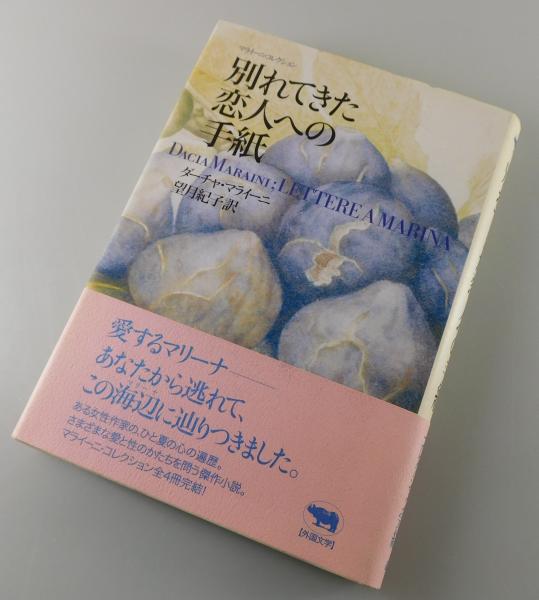 マライーニ・コレクション
別れてきた
恋人への
手紙
DACIA MARAINI; LETTERE A MARINA
ダーチャ・マライーニ
望月紀子訳
愛するマリーナ――
あなたから逃れて、
この海辺に辿りつきました。
ある女性作家の、ひと夏の心の遍歴。
さまざまな愛と性のかたちを問う傑作小説。
マライーニ・コレクション全4冊完結!
【外国文学】